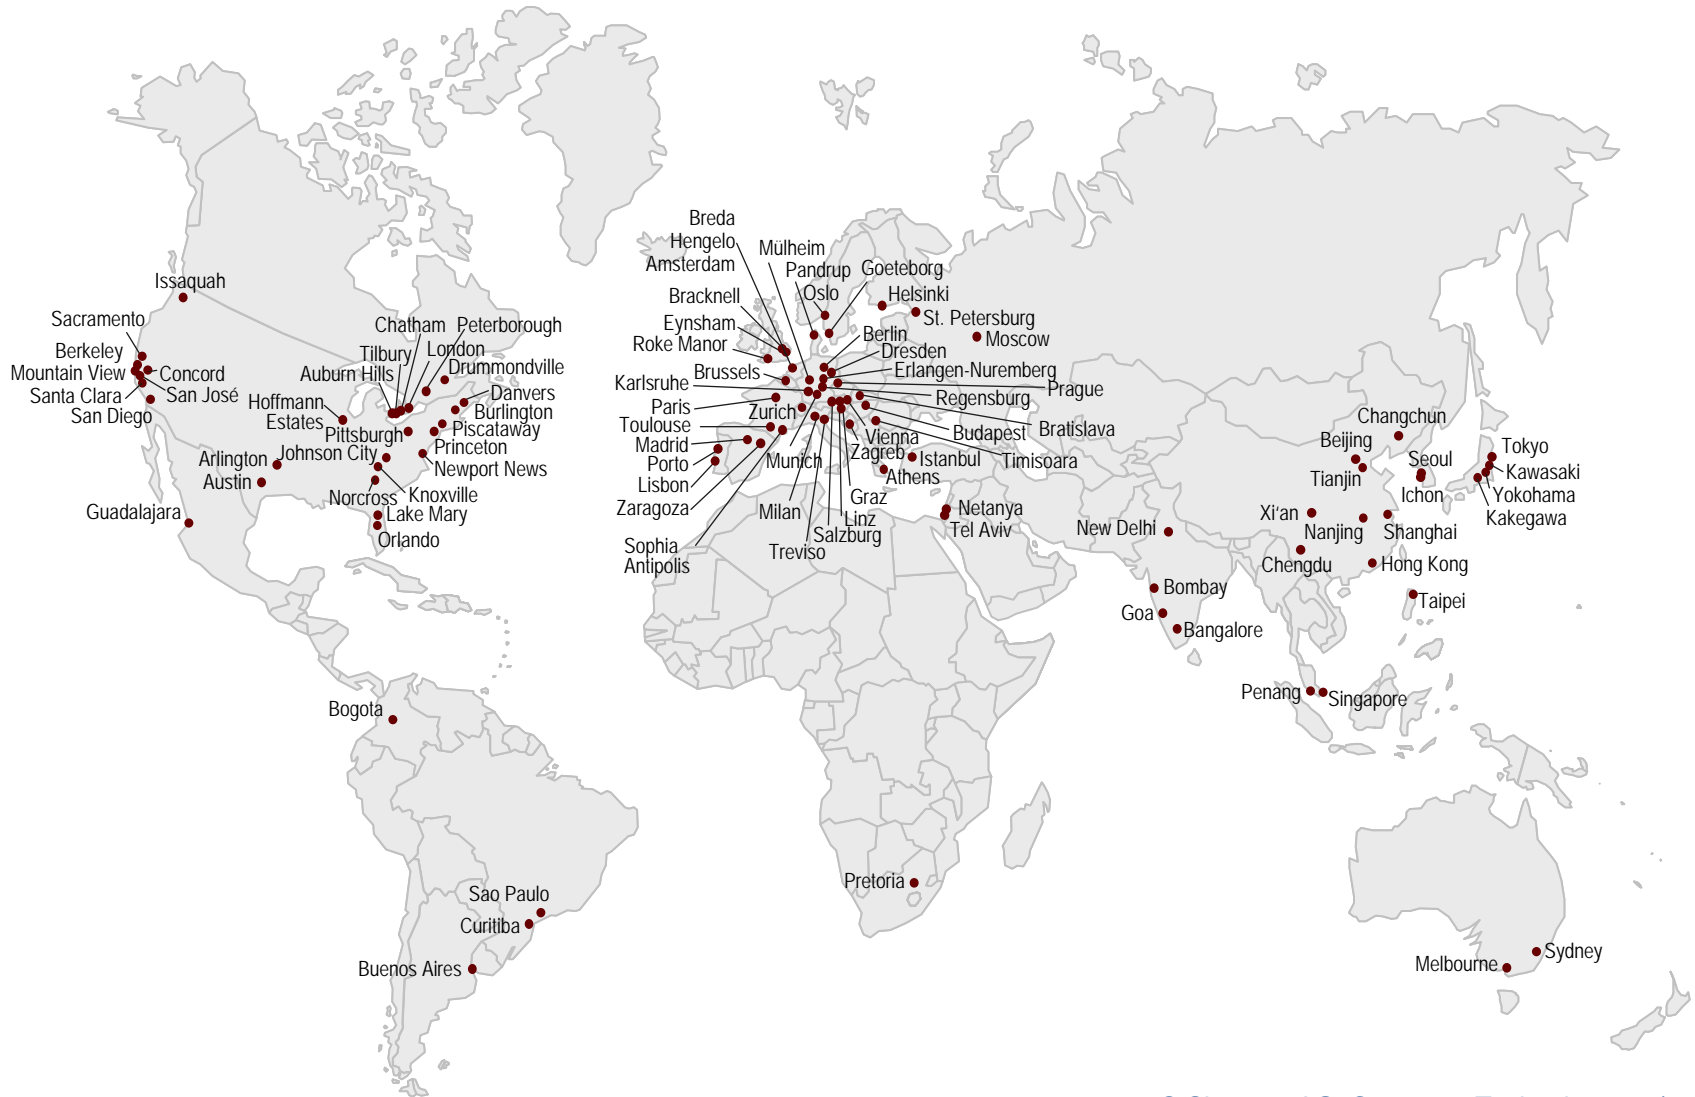 Issaquah
Sacramento
Berkeley
Mountain View
Santa Clara
San Diego
Concord
San José
Hoffmann
Estates
Arlington
Austin
Guadalajara
Chatham
Peterborough
Tilbury
London
Auburn Hills
Drummondville
Danvers
Burlington
Piscataway
Pittsburgh
Princeton
Johnson City
Newport News
Knoxville
Norcross
Lake Mary
Orlando
Bogota
Sao Paulo
Curitiba
Buenos Aires
Breda
Hengelo
Amsterdam
Mülheim
Pandrup
Oslo
Goeteborg
Helsinki
St. Petersburg
Moscow
Bracknell
Eynsham
Roke Manor
Brussels
Karlsruhe
Paris
Zurich
Toulouse
Madrid
Porto
Lisbon
Zaragoza
Sophia
Antipolis
Berlin
Dresden
Erlangen-Nuremberg
Prague
Regensburg
Bratislava
Budapest
Timisoara
Vienna
Zagreb
Istanbul
Athens
Munich
Milan
Treviso
Salzburg
Linz
Graz
Netanya
Tel Aviv
Pretoria
New Delhi
Bombay
Goa
Bangalore
Changchun
Beijing
Tianjin
Seoul
Ichon
Tokyo
Kawasaki
Yokohama
Kakegawa
Xi'an
Nanjing
Shanghai
Chengdu
Hong Kong
Taipei
Penang
Singapore
Melbourne
Sydney